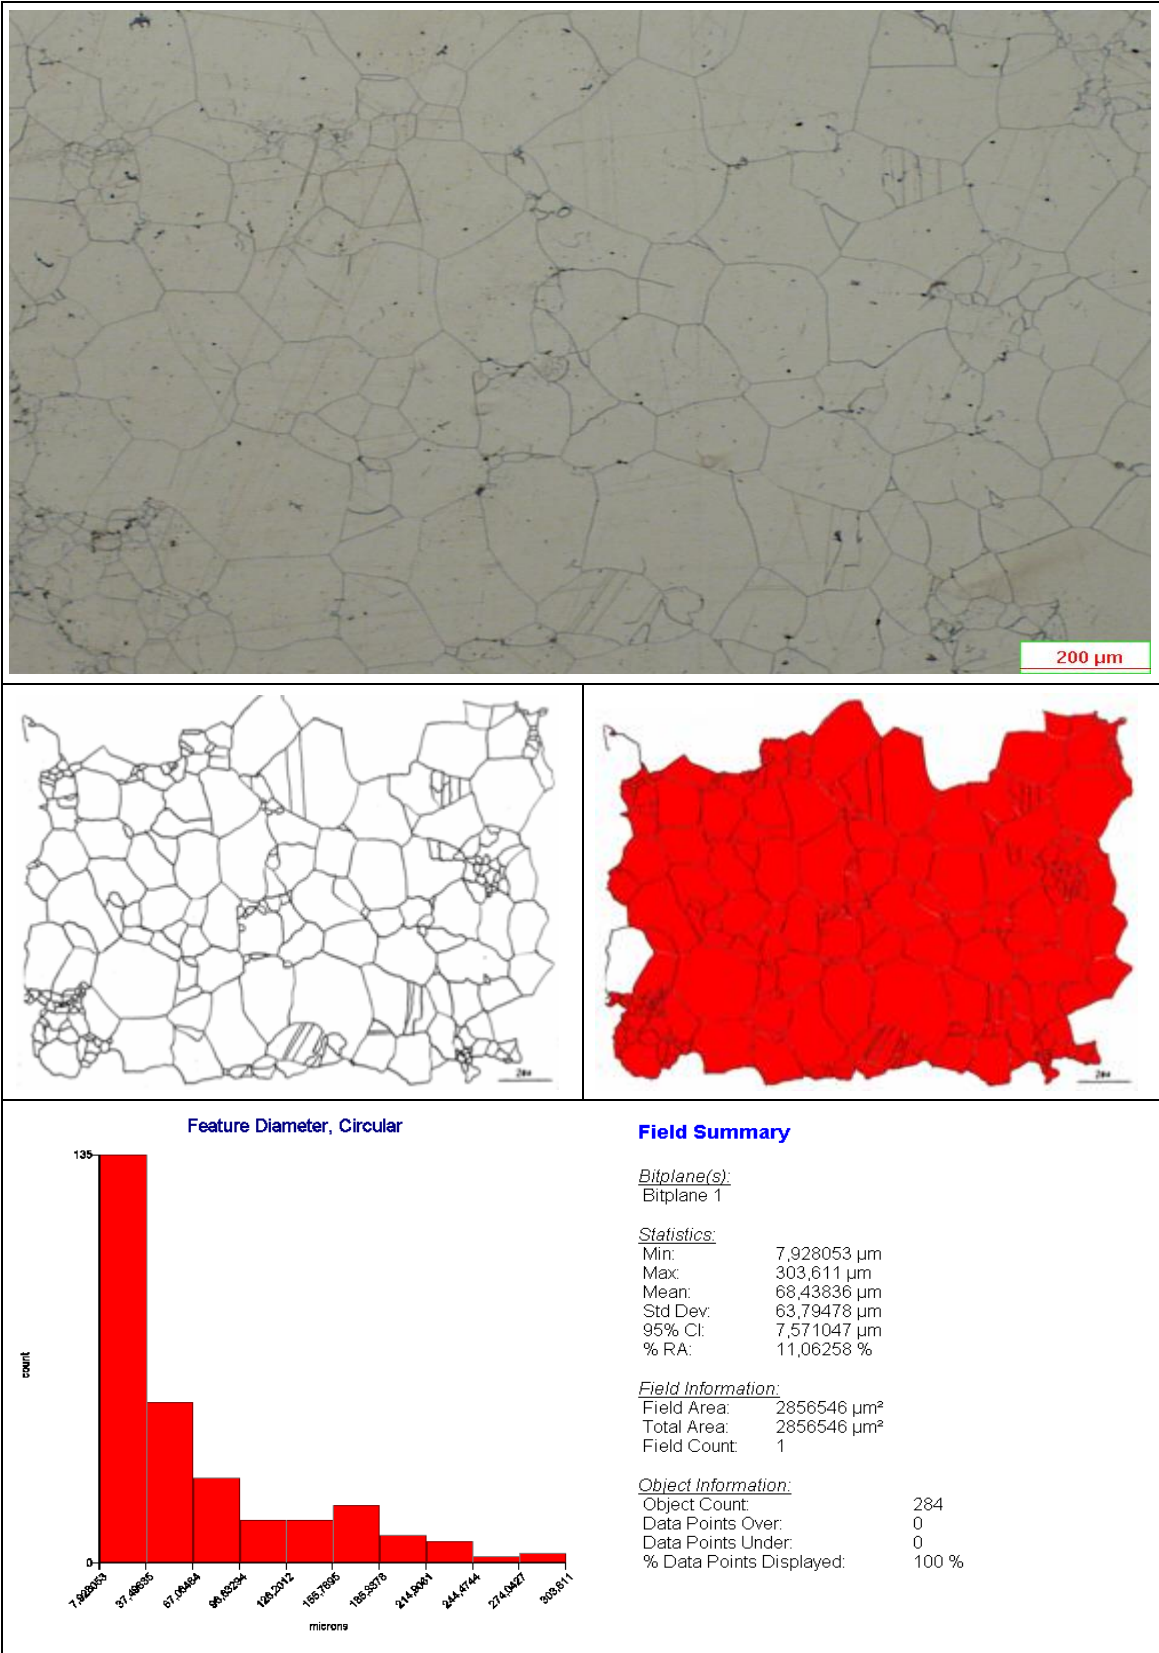 200 µm
200
200
Feature Diameter, Circular
135
0
count
7,928053
37,49635
67,06464
96,63294
126,2012
155,7695
185,3378
214,9061
244,4744
274,0427
303,611
microns
Field Summary
Bitplane(s):
Bitplane 1
Statistics:
Min: 7,928053 µm
Max: 303,611 µm
Mean: 68,43836 µm
Std Dev: 63,79478 µm
95% CI: 7,571047 µm
% RA: 11,06258 %
Field Information:
Field Area: 2856546 µm²
Total Area: 2856546 µm²
Field Count: 1
Object Information:
Object Count: 284
Data Points Over: 0
Data Points Under: 0
% Data Points Displayed: 100 %